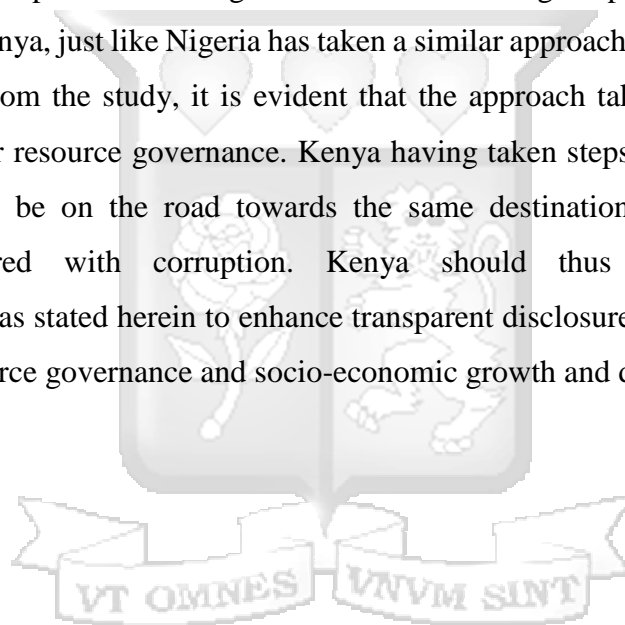 nya, just like Nigeria has taken a similar approach
om the study, it is evident that the approach tal
r resource governance. Kenya having taken steps
be on the road towards the same destination
red with corruption. Kenya should thus
as stated herein to enhance transparent disclosure
rce governance and socio-economic growth and
VT OMNES VNVM SINT